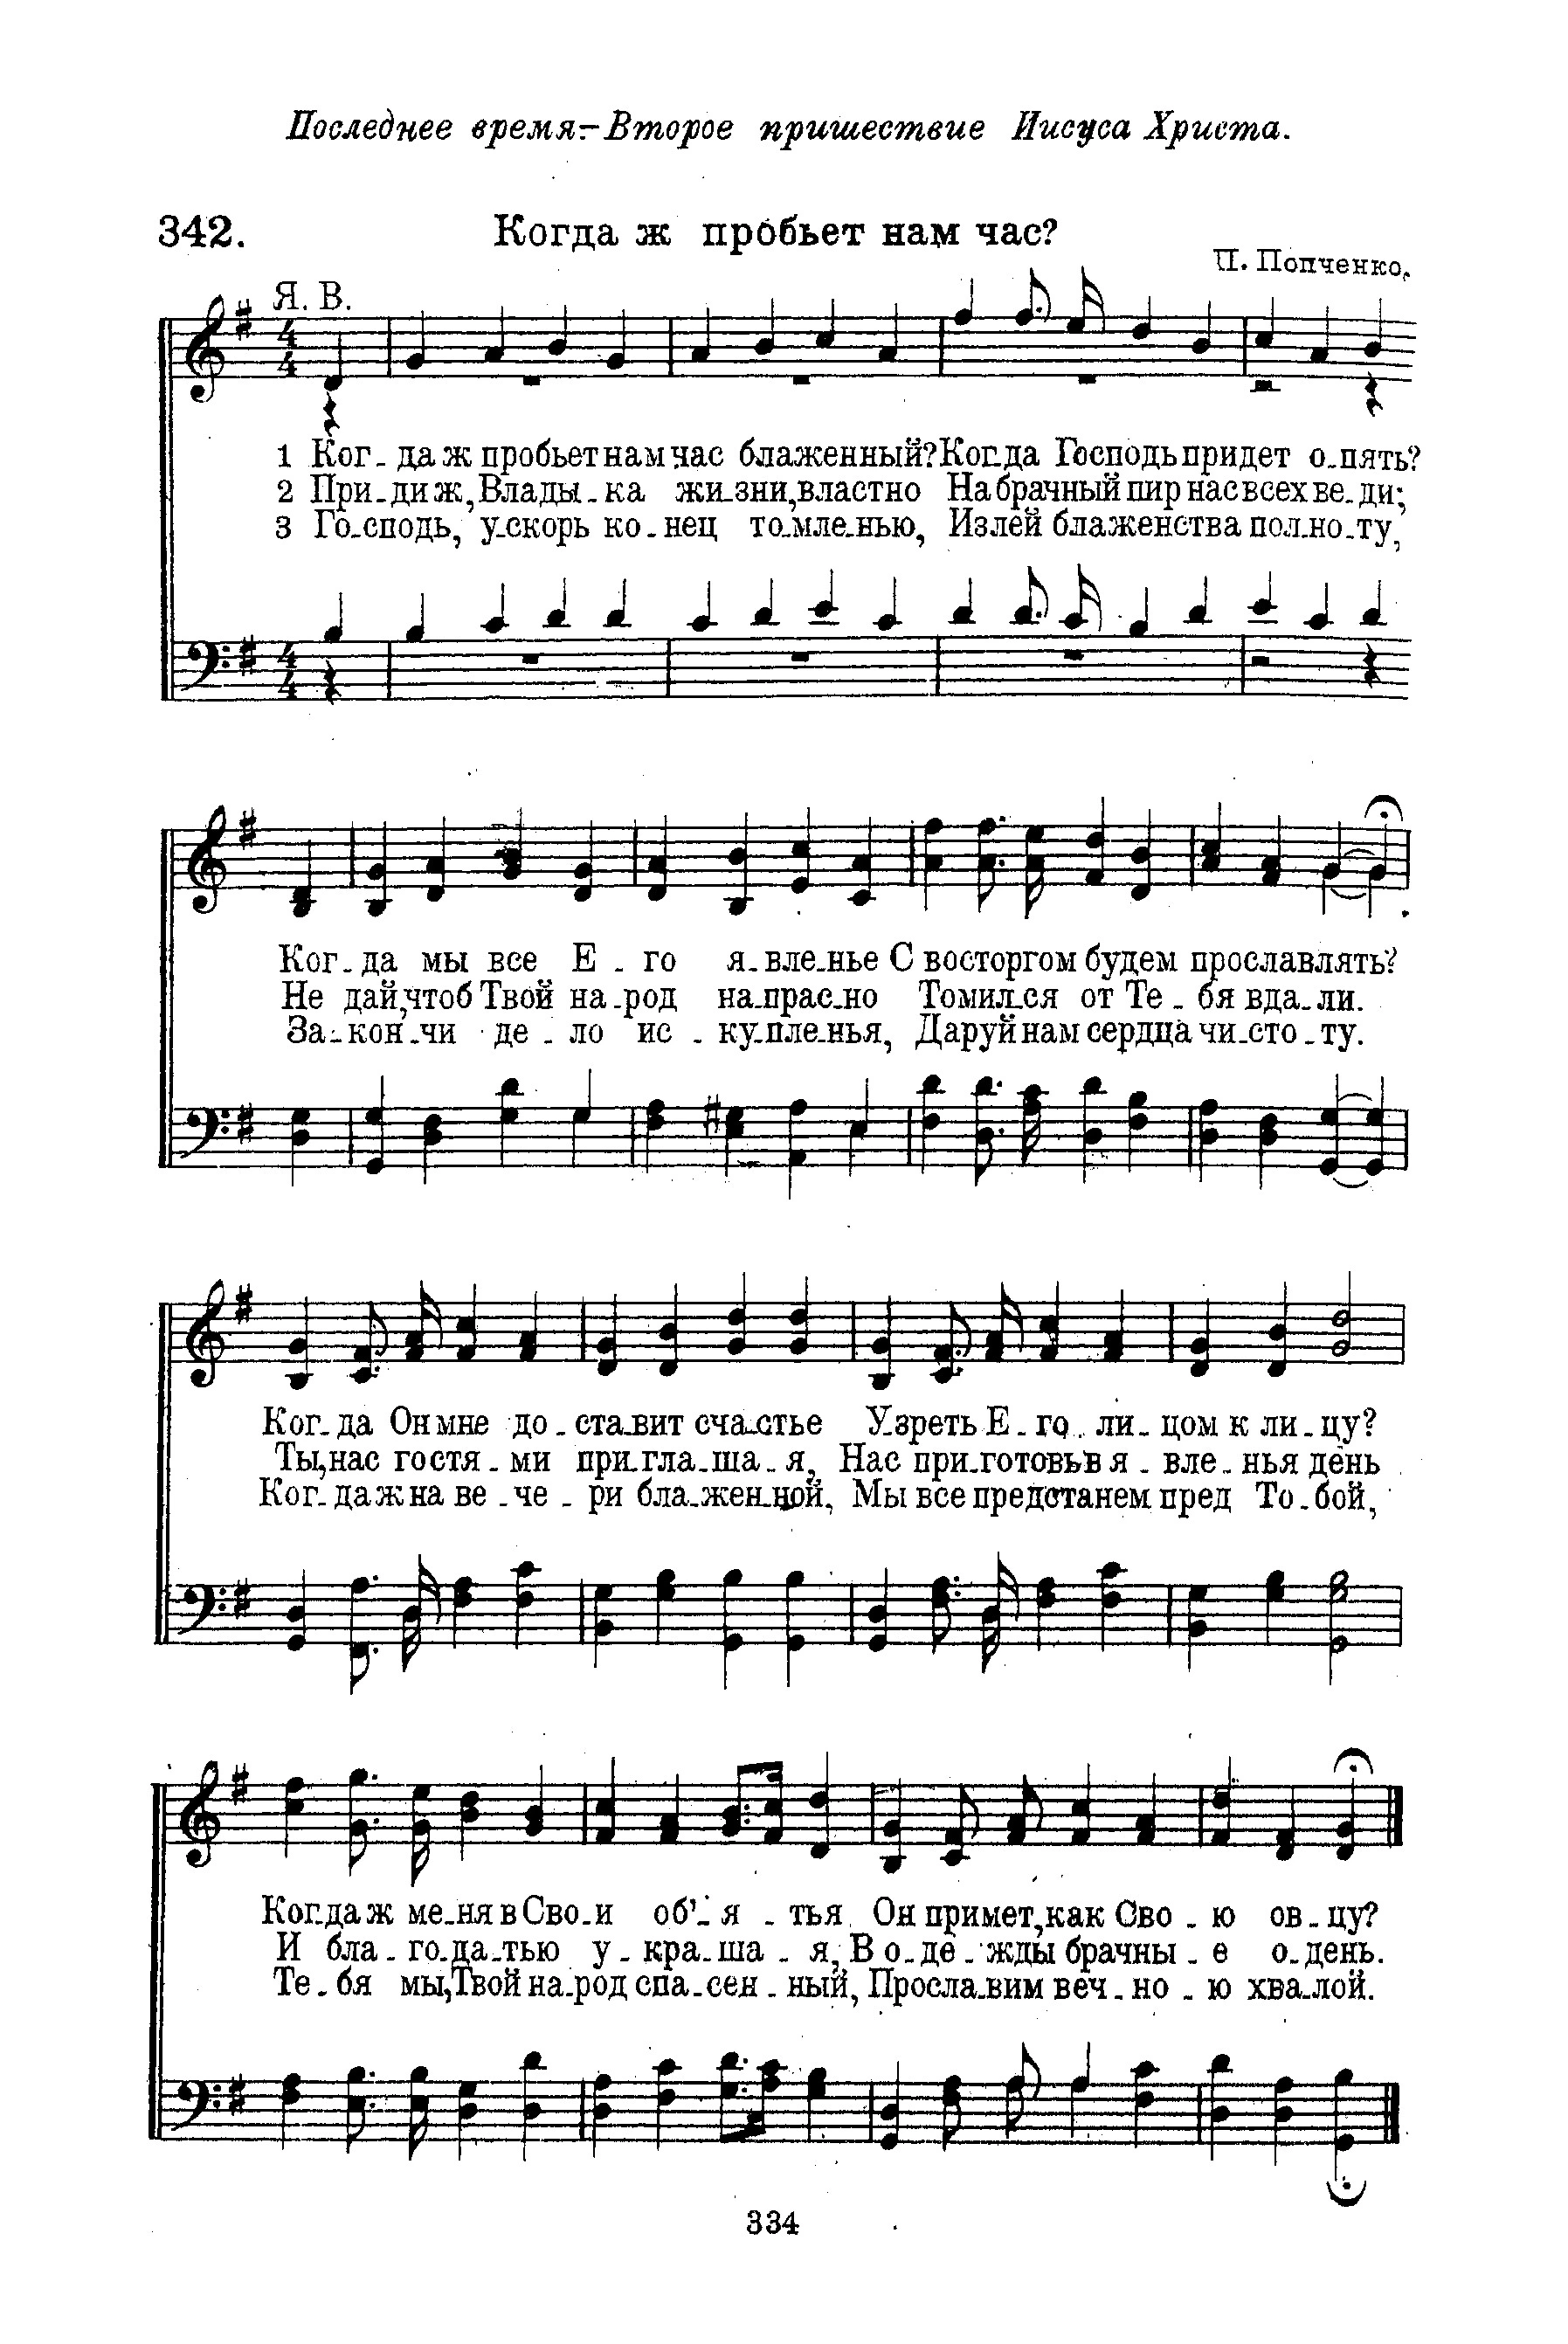 Последнее время.–Второе пришествие Иисуса Христа.
342. Когда ж пробьет нам час?
П. Попченко.
Я. В.
1 Ког-да ж пробьет нам час блаженный? Когда Господь придет о-пять?
2 При-ди ж, Влады-ка жи-зни, властно На брачный пир нас всех ве-ди;
3 Го-сподь, у-скорь ко-нец то-мле-нью, Излей блаженства пол-но-ту,
Ког-да мы все Е-го я-вле-нье С восторгом будем прославлять?
Не дай, чтоб Твой на-род на-прас-но Томил-ся от Те-бя вда-ли.
За-кон-чи де-ло ис-ку-пле-нья, Даруй нам сердца чи-сто-ту.
Ког-да Он мне до-ста-вит сча-стье У-зреть Е-го ли-цом к ли-цу?
Ты, нас гостя-ми при-гла-ша-я, Нас при-готовь в я-вле-нья день
Ког-да ж на ве-че-ри бла-жен-ной, Мы все предстанем пред То-бой,
Ког-да ж ме-ня в Сво-и об'-я-тья Он примет, как Сво-ю ов-цу?
И бла-го-да-тью у-кра-ша-я, В о-де-жды брачны-е о-день.
Те-бя мы, Твой на-род спа-сен-ный, Просла-вим веч-но-ю хва-лой.
334